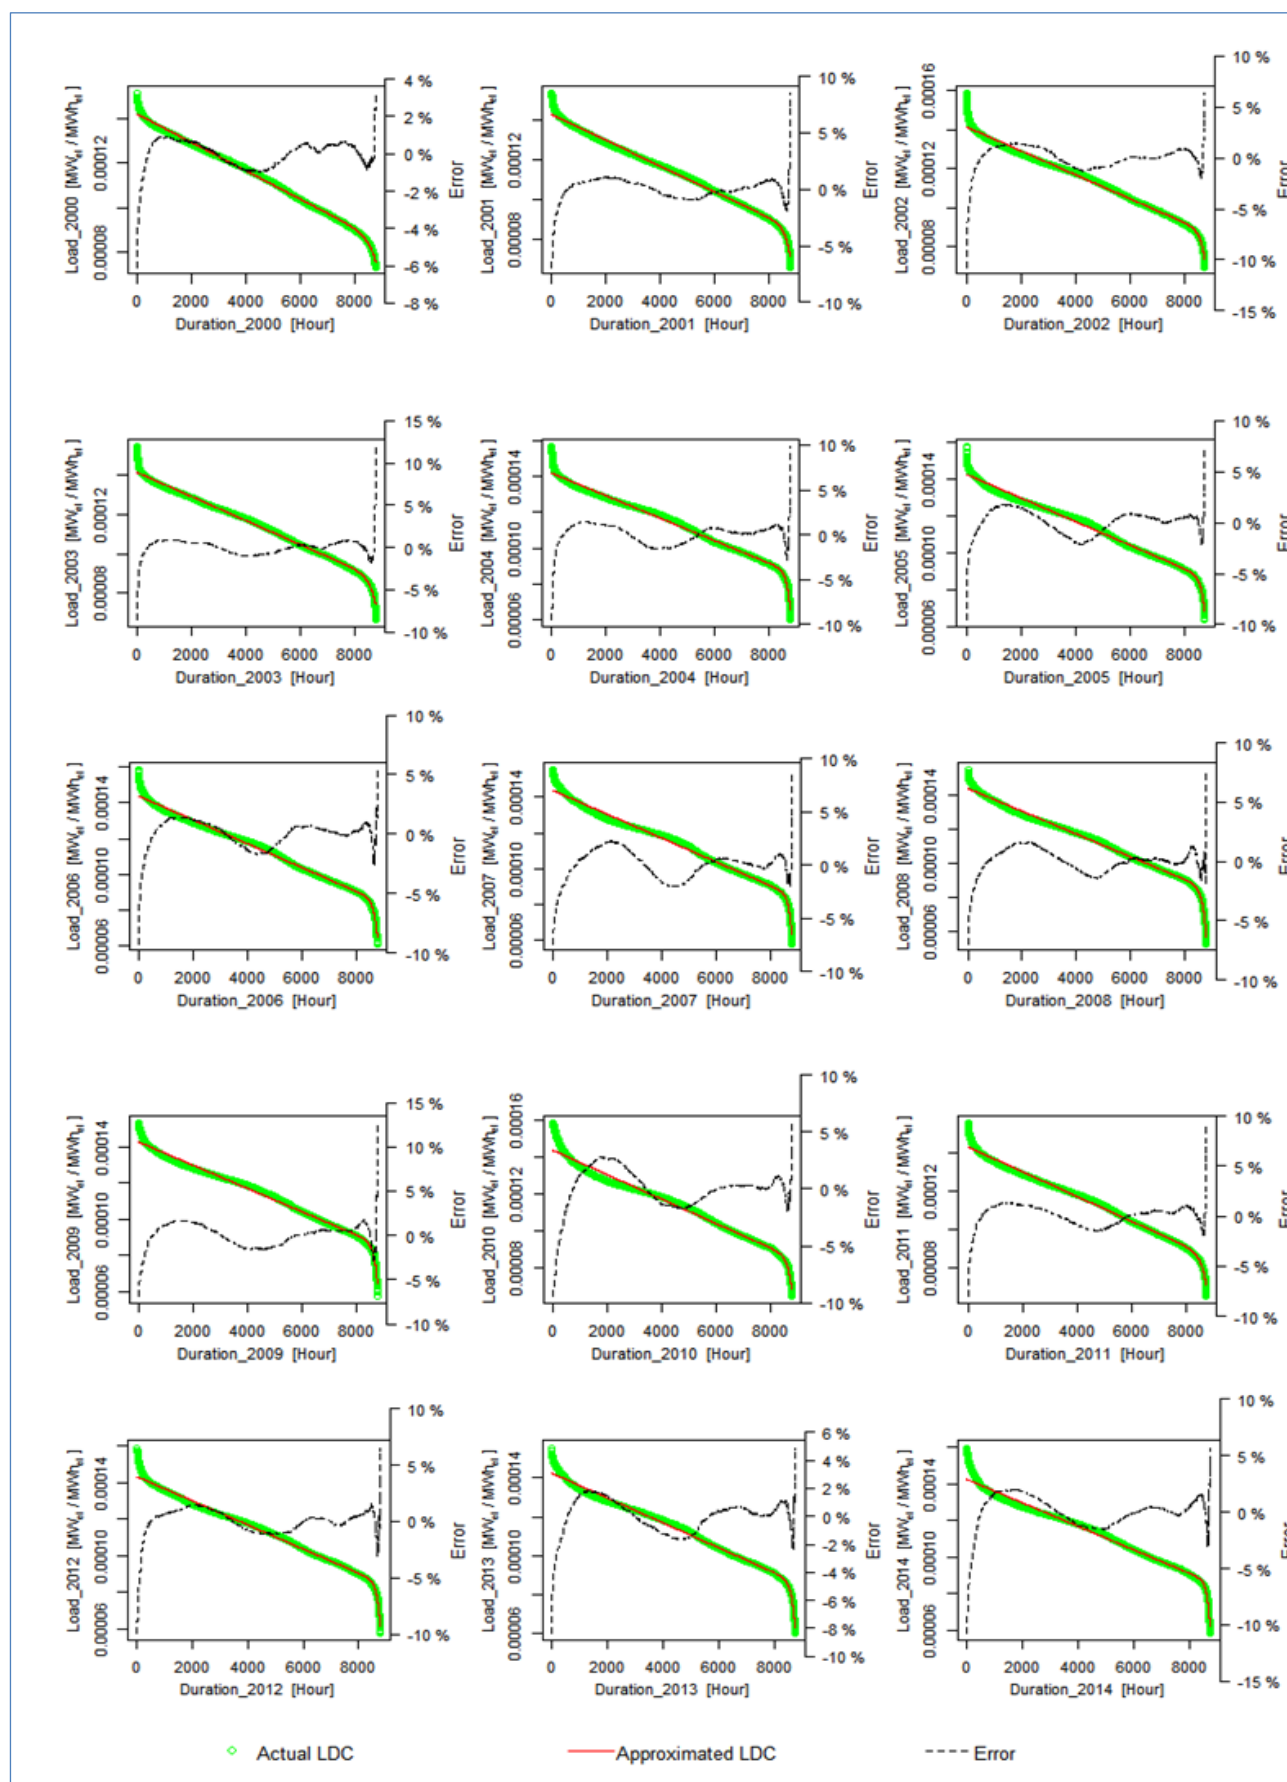 Load_2000 [MWel / MWhel]
0.00008 0.00012
0 2000 4000 6000 8000
Duration_2000 [Hour]
4 %
2 %
0 %
-2 %
-4 %
-6 %
-8 %
Error
Load_2001 [MWel / MWhel]
0.00008 0.00012
0 2000 4000 6000 8000
Duration_2001 [Hour]
10 %
5 %
0 %
-5 %
-10 %
Error
Load_2002 [MWel / MWhel]
0.00008 0.00012 0.00016
0 2000 4000 6000 8000
Duration_2002 [Hour]
10 %
5 %
0 %
-5 %
-10 %
-15 %
Error
Load_2003 [MWel / MWhel]
0.00008 0.00012
0 2000 4000 6000 8000
Duration_2003 [Hour]
15 %
10 %
5 %
0 %
-5 %
-10 %
Error
Load_2004 [MWel / MWhel]
0.00006 0.00010 0.00014
0 2000 4000 6000 8000
Duration_2004 [Hour]
10 %
5 %
0 %
-5 %
-10 %
Error
Load_2005 [MWel / MWhel]
0.00006 0.00010 0.00014
0 2000 4000 6000 8000
Duration_2005 [Hour]
10 %
5 %
0 %
-5 %
-10 %
Error
Load_2006 [MWel / MWhel]
0.00006 0.00010 0.00014
0 2000 4000 6000 8000
Duration_2006 [Hour]
10 %
5 %
0 %
-5 %
-10 %
Error
Load_2007 [MWel / MWhel]
0.00006 0.00010 0.00014
0 2000 4000 6000 8000
Duration_2007 [Hour]
10 %
5 %
0 %
-5 %
-10 %
Error
Load_2008 [MWel / MWhel]
0.00006 0.00010 0.00014
0 2000 4000 6000 8000
Duration_2008 [Hour]
10 %
5 %
0 %
-5 %
-10 %
Error
Load_2009 [MWel / MWhel]
0.00006 0.00010 0.00014
0 2000 4000 6000 8000
Duration_2009 [Hour]
15 %
10 %
5 %
0 %
-5 %
-10 %
Error
Load_2010 [MWel / MWhel]
0.00008 0.00012 0.00016
0 2000 4000 6000 8000
Duration_2010 [Hour]
10 %
5 %
0 %
-5 %
-10 %
Error
Load_2011 [MWel / MWhel]
0.00008 0.00012
0 2000 4000 6000 8000
Duration_2011 [Hour]
10 %
5 %
0 %
-5 %
-10 %
Error
Load_2012 [MWel / MWhel]
0.00006 0.00010 0.00014
0 2000 4000 6000 8000
Duration_2012 [Hour]
10 %
5 %
0 %
-5 %
-10 %
Error
Load_2013 [MWel / MWhel]
0.00006 0.00010 0.00014
0 2000 4000 6000 8000
Duration_2013 [Hour]
6 %
4 %
2 %
0 %
-2 %
-4 %
-6 %
-8 %
-10 %
Error
Load_2014 [MWel / MWhel]
0.00006 0.00010 0.00014
0 2000 4000 6000 8000
Duration_2014 [Hour]
10 %
5 %
0 %
-5 %
-10 %
-15 %
Error
Actual LDC Approximated LDC Error